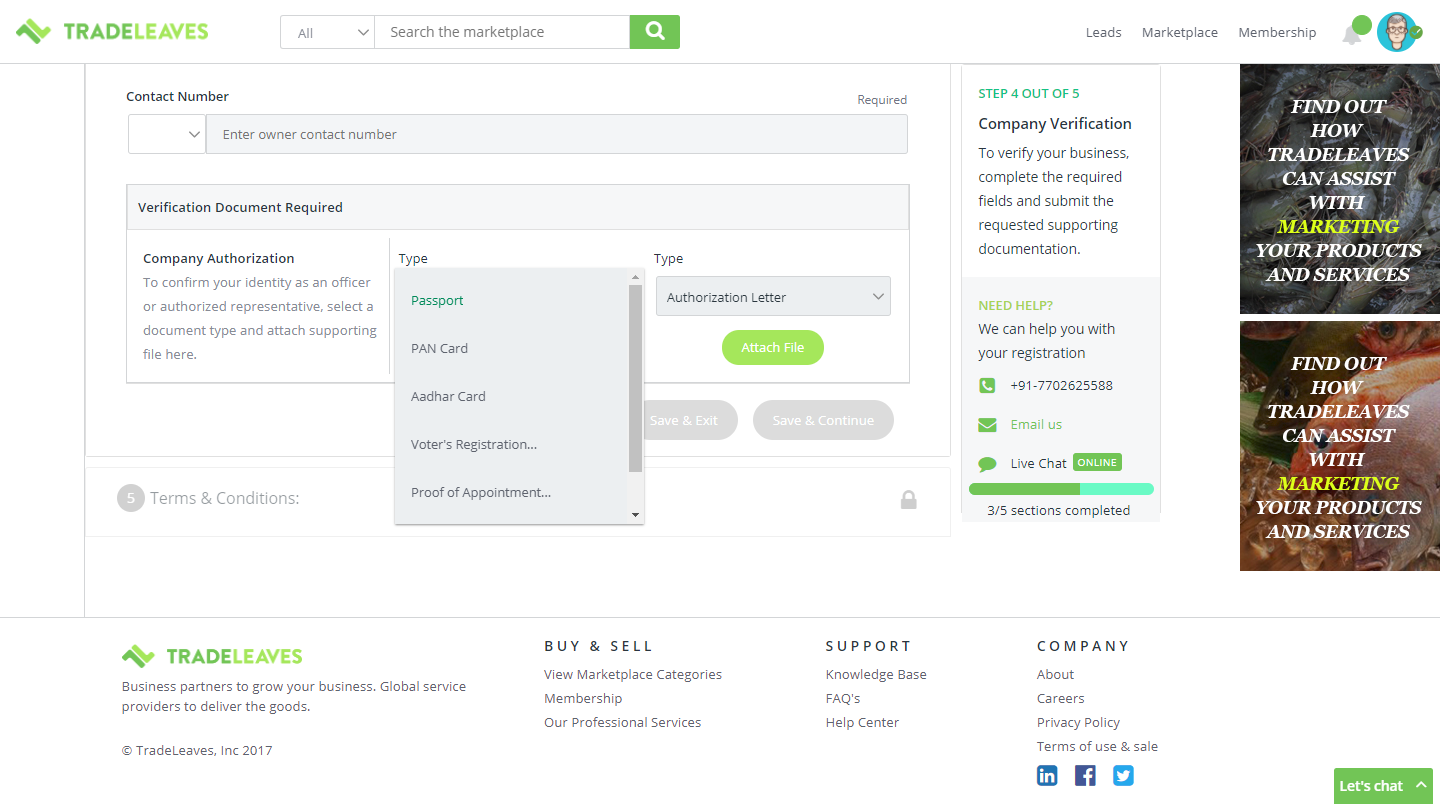 TRADELEAVES
All
Search the marketplace
Leads
Marketplace
Membership
Contact Number
Required
Enter owner contact number
Verification Document Required
Company Authorization
To confirm your identity as an officer
or authorized representative, select a
document type and attach supporting
file here.
Type
Passport
PAN Card
Aadhar Card
Voter's Registration...
Proof of Appointment...
Type
Authorization Letter
Attach File
Save & Exit
Save & Continue
5 Terms & Conditions:
STEP 4 OUT OF 5
Company Verification
To verify your business,
complete the required
fields and submit the
requested supporting
documentation.
NEED HELP?
We can help you with
your registration
+91-7702625588
Email us
Live Chat ONLINE
3/5 sections completed
FIND OUT
HOW
TRADELEAVES
CAN ASSIST
WITH
MARKETING
YOUR PRODUCTS
AND SERVICES
FIND OUT
HOW
TRADELEAVES
CAN ASSIST
WITH
MARKETING
YOUR PRODUCTS
AND SERVICES
TRADELEAVES
Business partners to grow your business. Global service
providers to deliver the goods.
© TradeLeaves, Inc 2017
BUY & SELL
View Marketplace Categories
Membership
Our Professional Services
SUPPORT
Knowledge Base
FAQ's
Help Center
COMPANY
About
Careers
Privacy Policy
Terms of use & sale
Let's chat